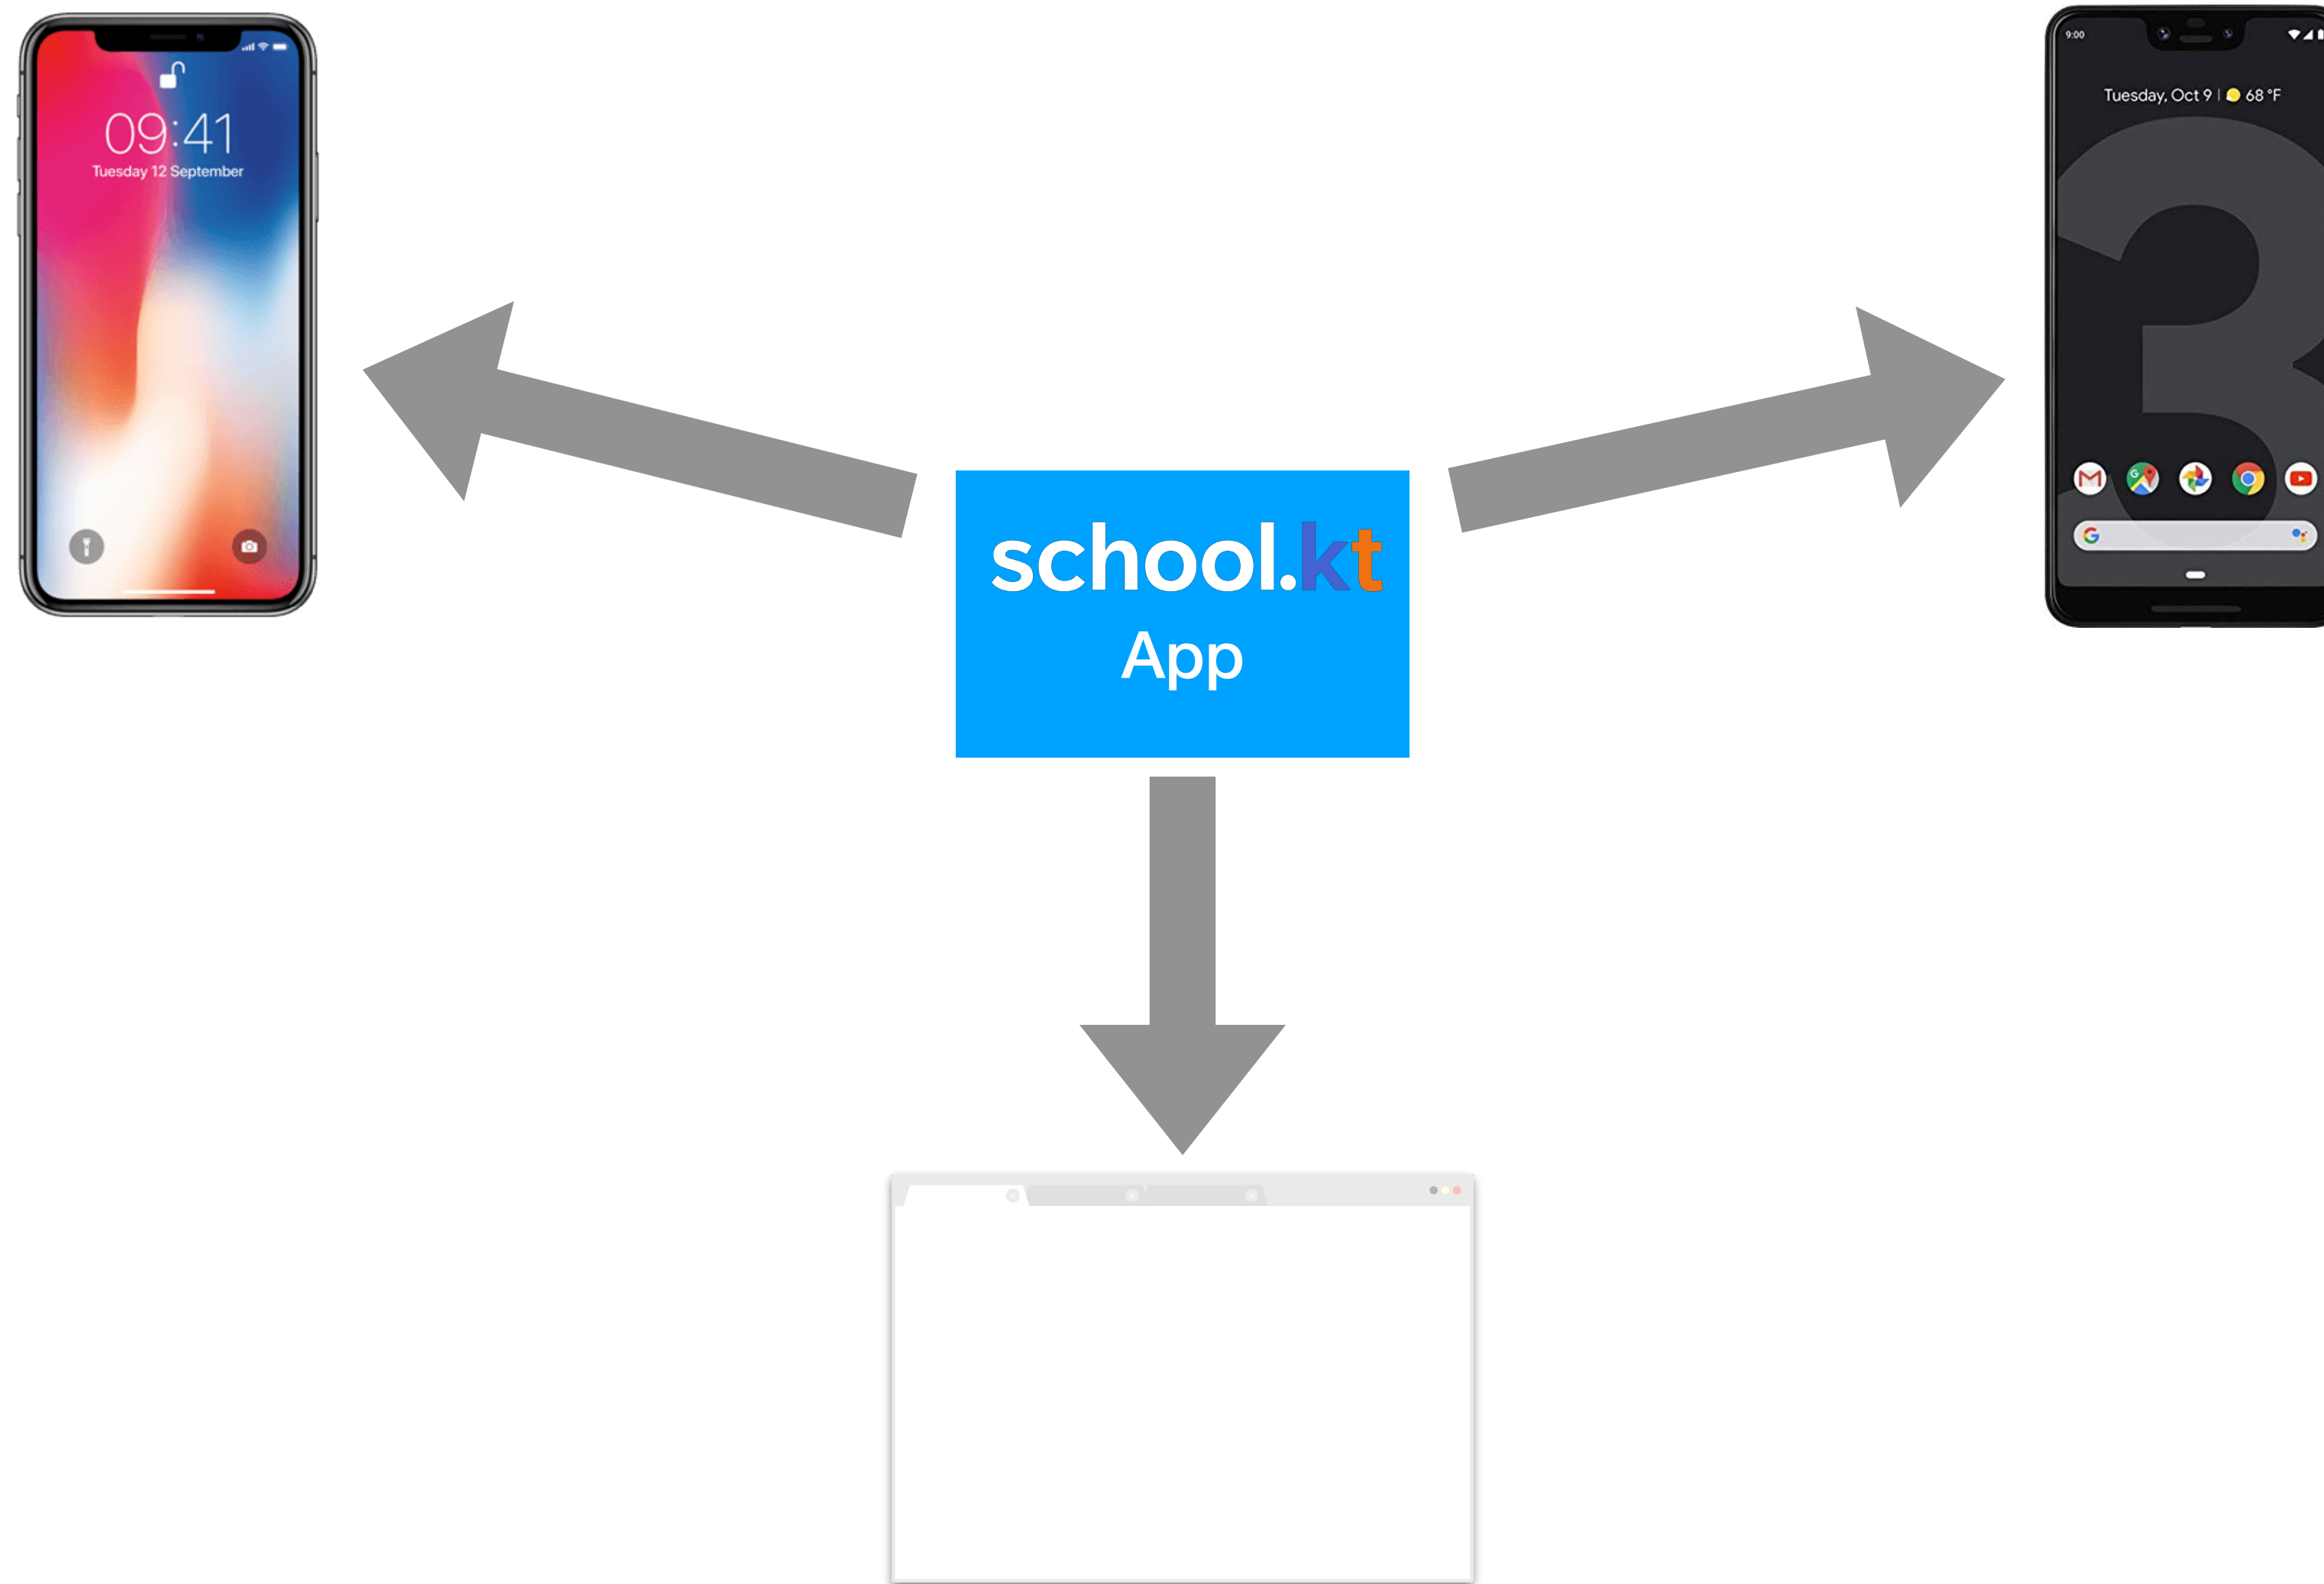 09:41
Tuesday 12 September
9:00
Tuesday, Oct 9 | 68 °F
school.kt
App